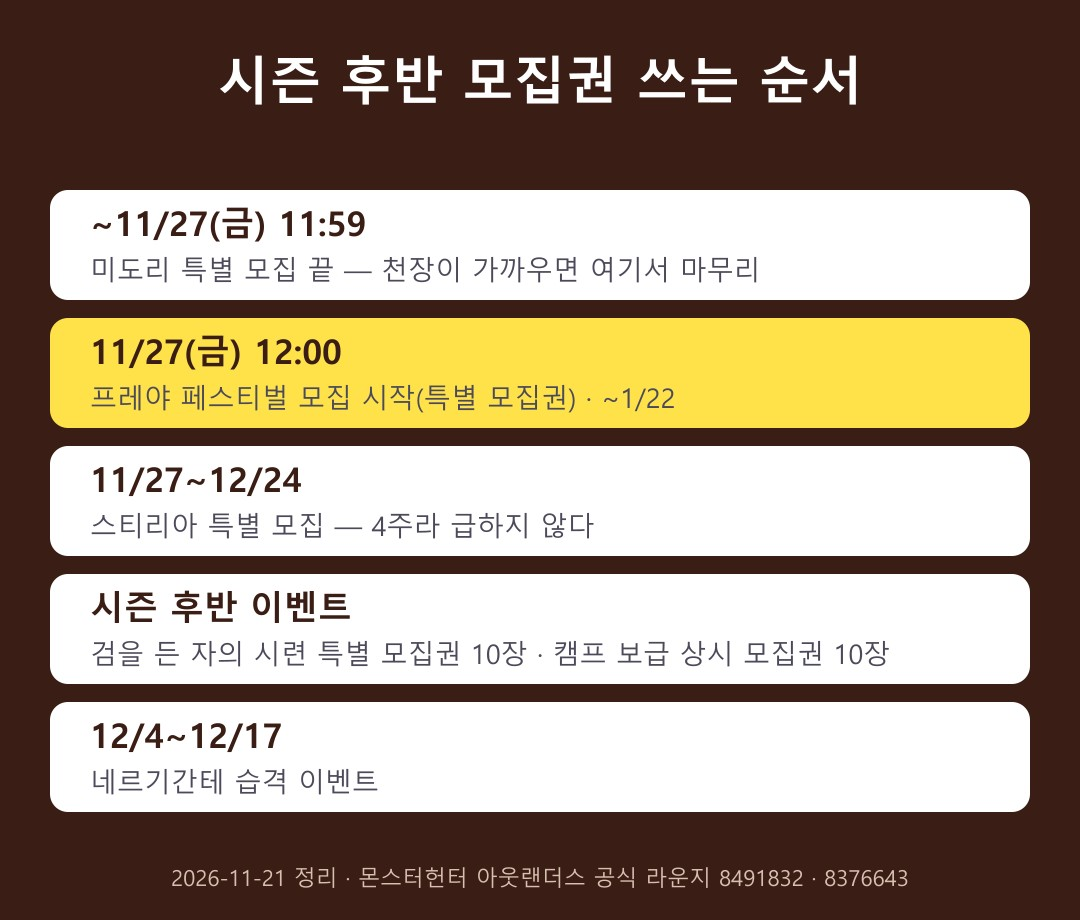 시즌 후반 모집권 쓰는 순서
~11/27(금) 11:59
미도리 특별 모집 끝 — 천장이 가까우면 여기서 마무리
11/27(금) 12:00
프레야 페스티벌 모집 시작(특별 모집권) · ~1/22
11/27~12/24
스티리아 특별 모집 — 4주라 급하지 않다
시즌 후반 이벤트
검을 든 자의 시련 특별 모집권 10장 · 캠프 보급 상시 모집권 10장
12/4~12/17
네르기간테 습격 이벤트
2026-11-21 정리 · 몬스터헌터 아웃랜더스 공식 라운지 8491832 · 8376643